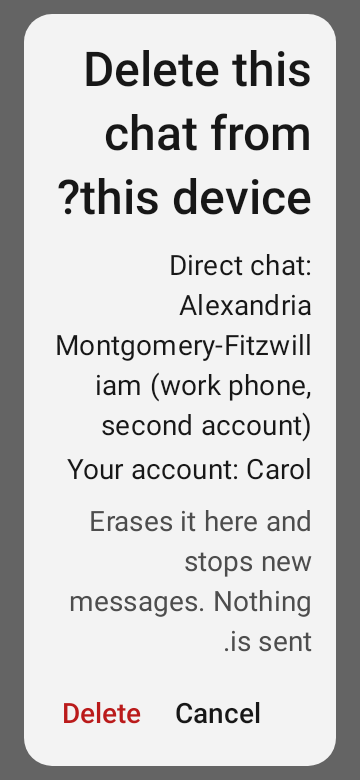 Delete this
chat from
?this device
Direct chat:
Alexandria
Montgomery-Fitzwill
iam (work phone,
second account)
Your account: Carol
Erases it here and
stops new
messages. Nothing
.is sent
Delete Cancel